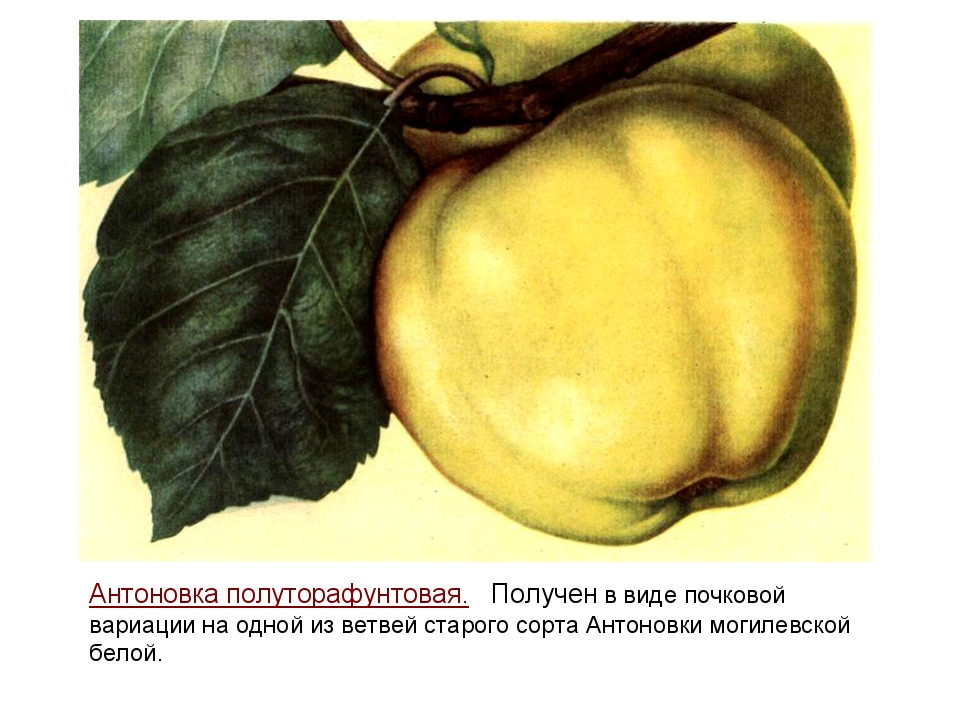 Антоновка полуторафунтовая. Получен в виде почковой
вариации на одной из ветвей старого сорта Антоновки могилевской
белой.